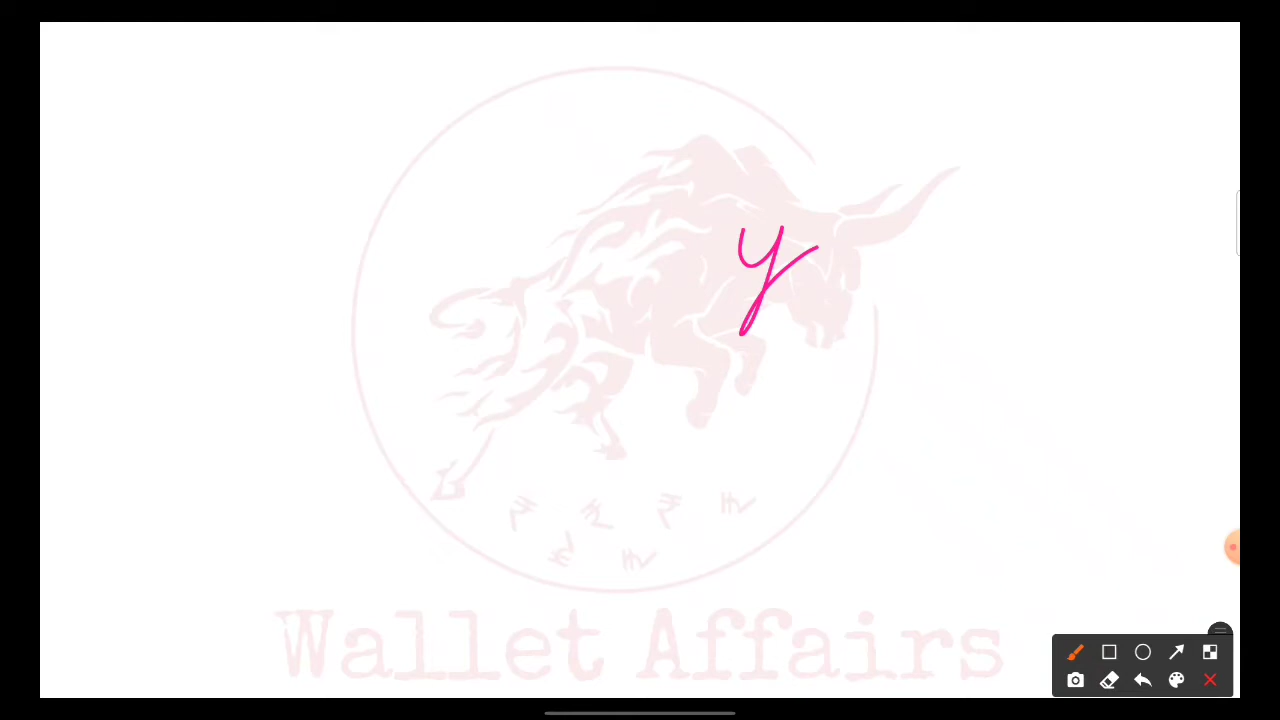 y
₹ ₹ ₹ ₹
₹ ₹
Wallet Affairs